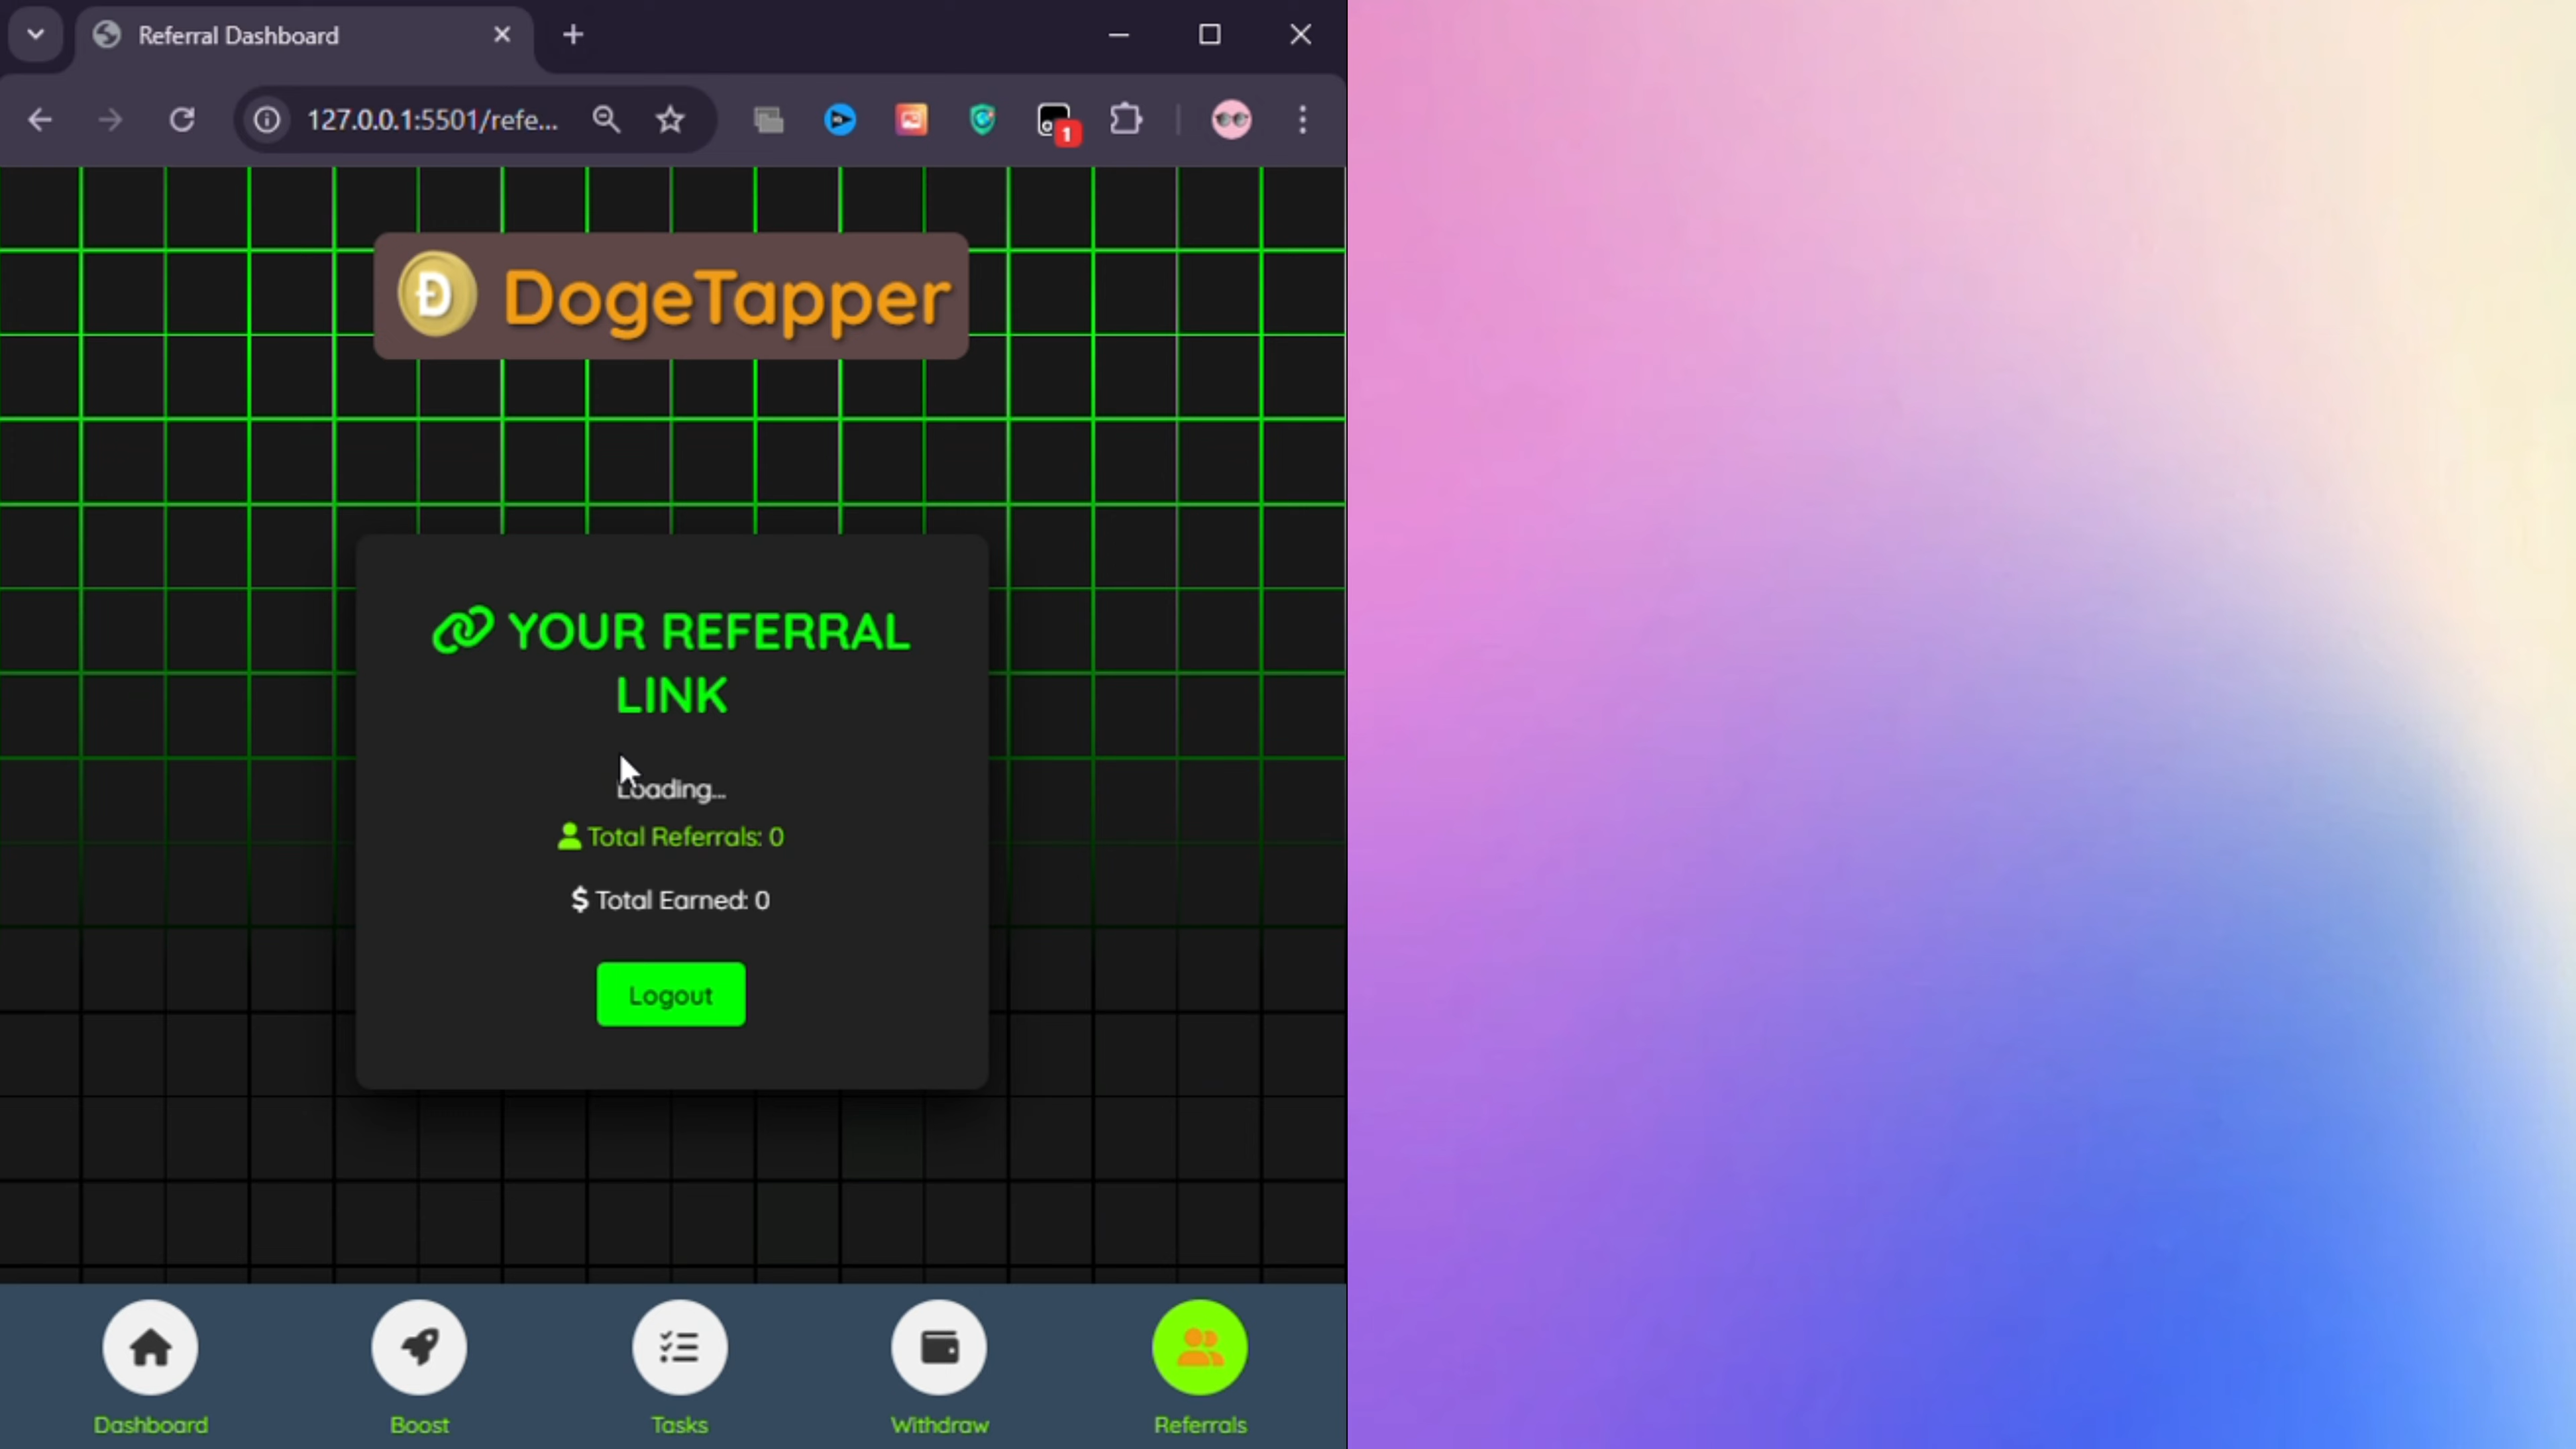 Referral Dashboard
127.0.0.1:5501/refe...
1
DogeTapper
YOUR REFERRAL
LINK
Loading...
Total Referrals: 0
$ Total Earned: 0
Logout
Dashboard
Boost
Tasks
Withdraw
Referrals